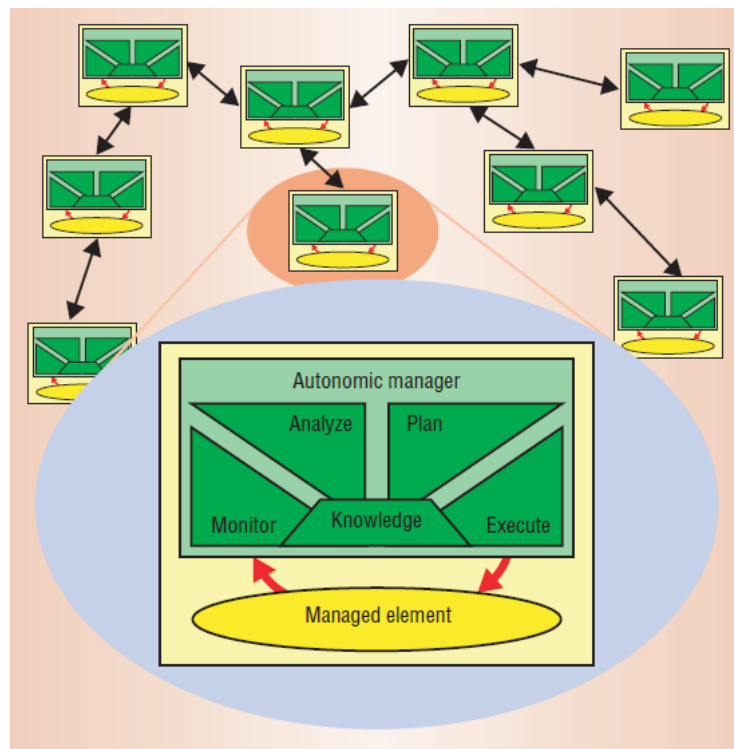 Autonomic manager
Analyze Plan
Monitor Knowledge Execute
Managed element